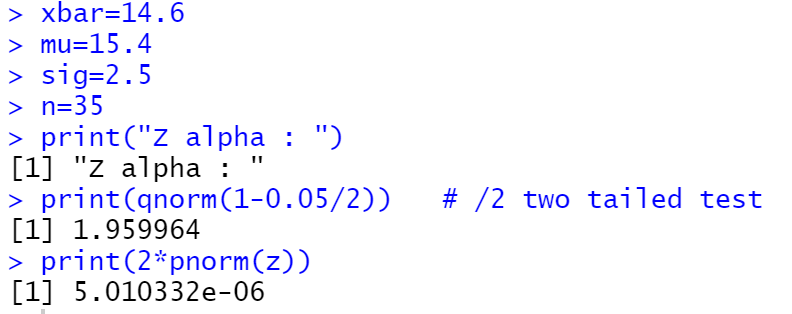 > xbar=14.6
> mu=15.4
> sig=2.5
> n=35
> print("Z alpha : ")
[1] "Z alpha : "
> print(qnorm(1-0.05/2))   # /2 two tailed test
[1] 1.959964
> print(2*pnorm(z))
[1] 5.010332e-06